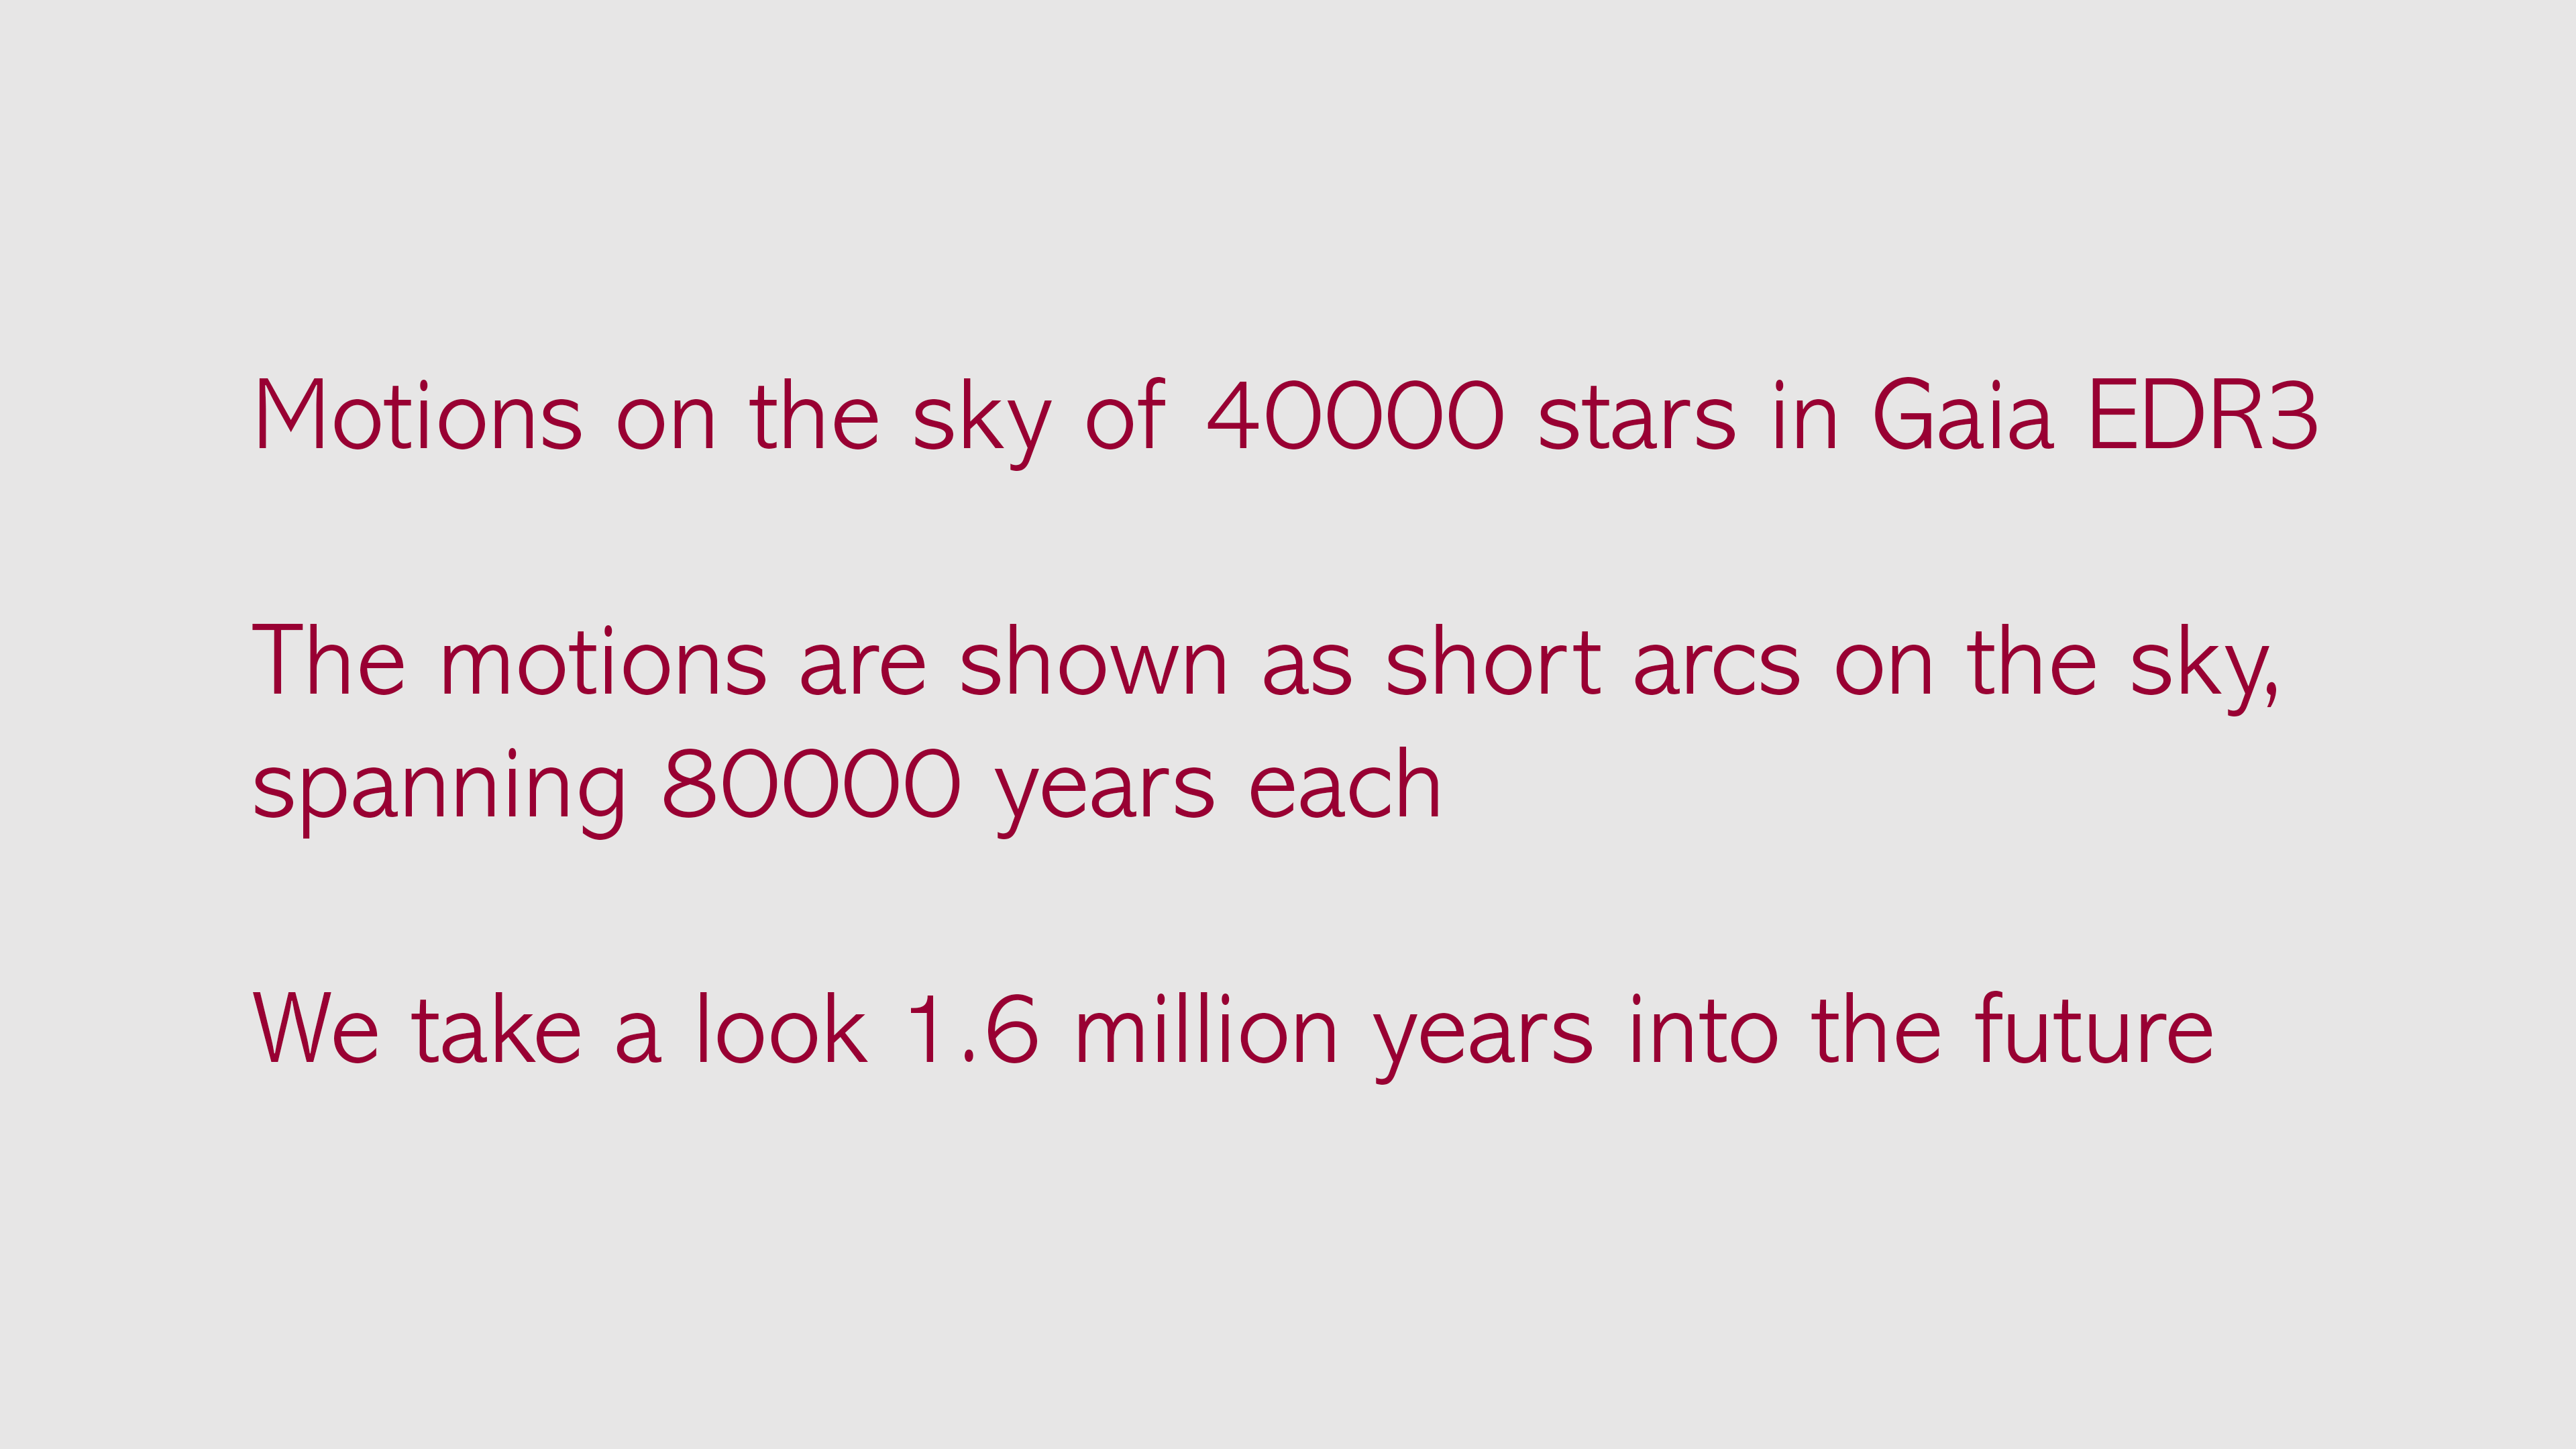 Motions on the sky of 40000 stars in Gaia EDR3
The motions are shown as short arcs on the sky,
spanning 80000 years each
We take a look 1.6 million years into the future